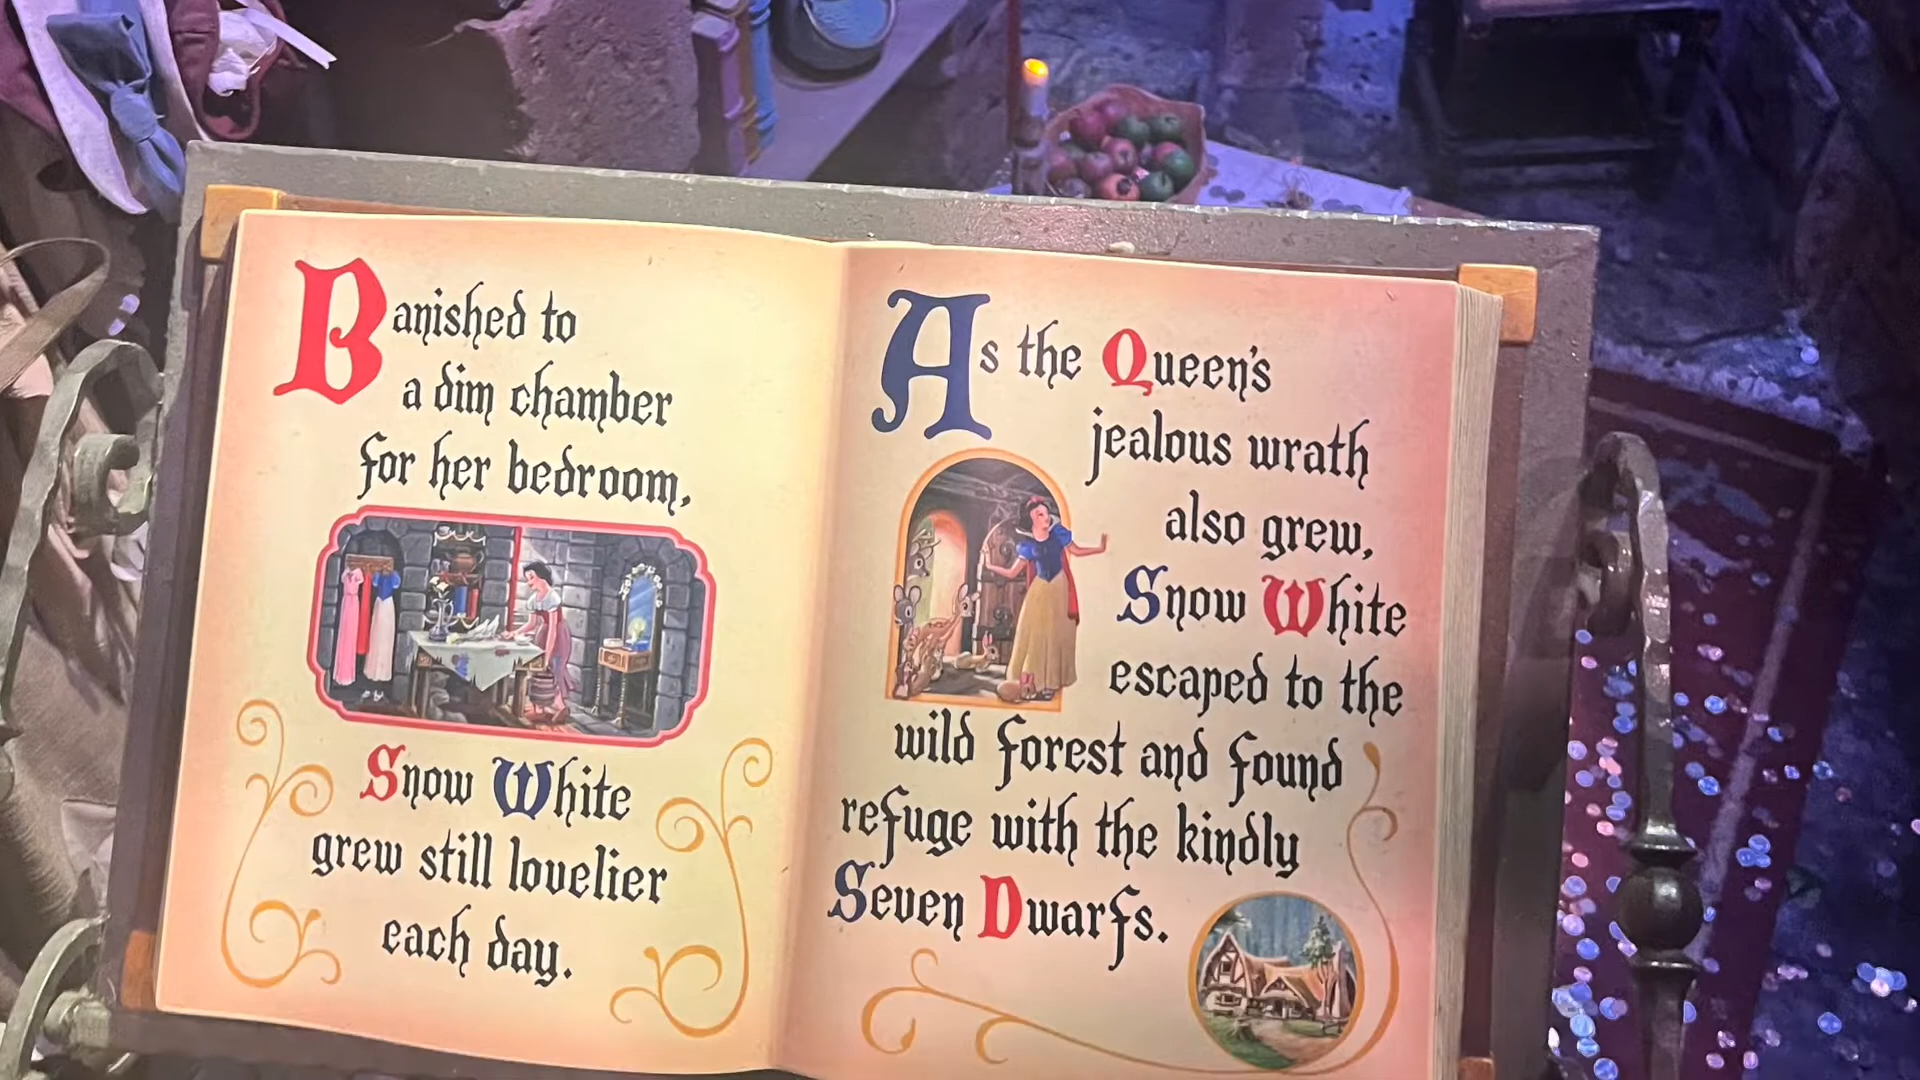 Banished to
a dim chamber
for her bedroom,
Snow White
grew still lovelier
each day.
As the Queen's
jealous wrath
also grew,
Snow White
escaped to the
wild forest and found
refuge with the kindly
Seven Dwarfs.